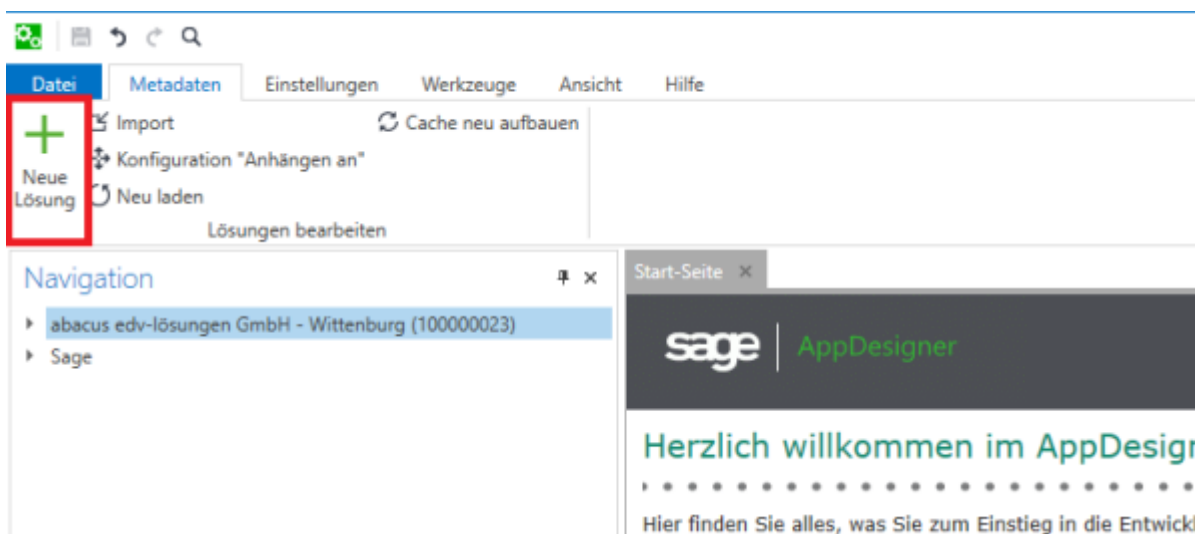 Datei Metadaten Einstellungen Werkzeuge Ansicht Hilfe
Import Cache neu aufbauen
Konfiguration "Anhängen an"
Neue
Lösung
Neu laden
Lösungen bearbeiten
Navigation
abacus edv-lösungen GmbH - Wittenburg (100000023)
Sage
Start-Seite
sage AppDesigner
Herzlich willkommen im AppDesign
Hier finden Sie alles, was Sie zum Einstieg in die Entwickl